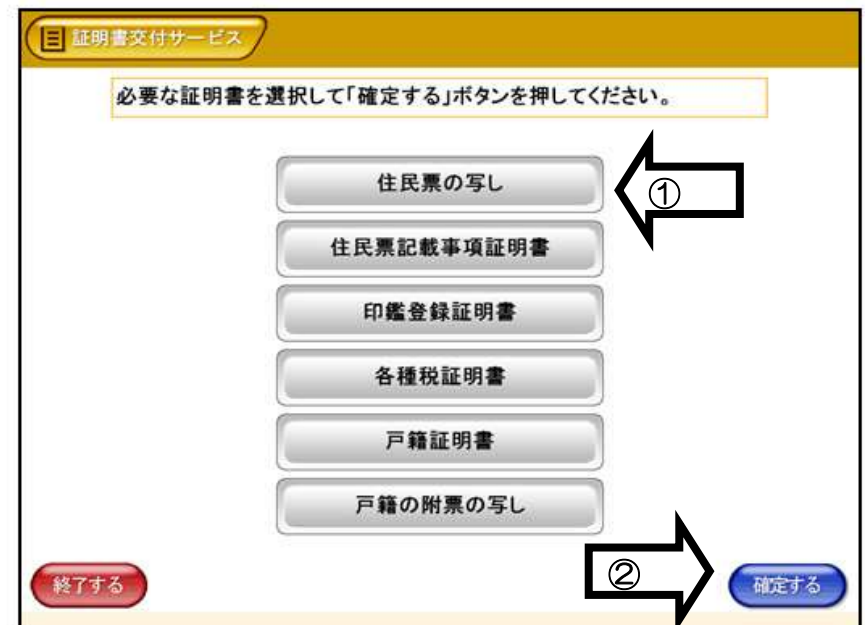 証明書交付サービス
必要な証明書を選択して「確定する」ボタンを押してください。
住民票の写し
①
住民票記載事項証明書
印鑑登録証明書
各種税証明書
戸籍証明書
戸籍の附票の写し
終了する
②
確定する